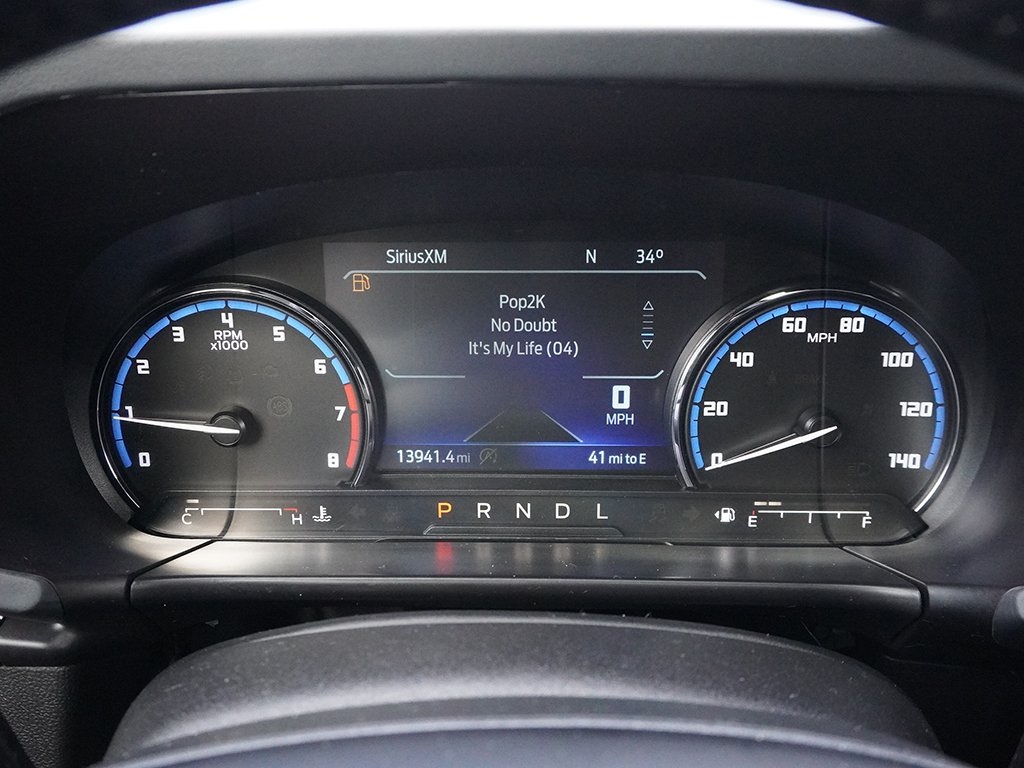 SiriusXM N 34°
Pop2K
No Doubt
It's My Life (04)
0
MPH
13941.4 mi 41 mi to E
0 1 2 3 4 5 6 7 8
RPM
x1000
0 20 40 60 80 100 120 140
MPH
C H P R N D L E F